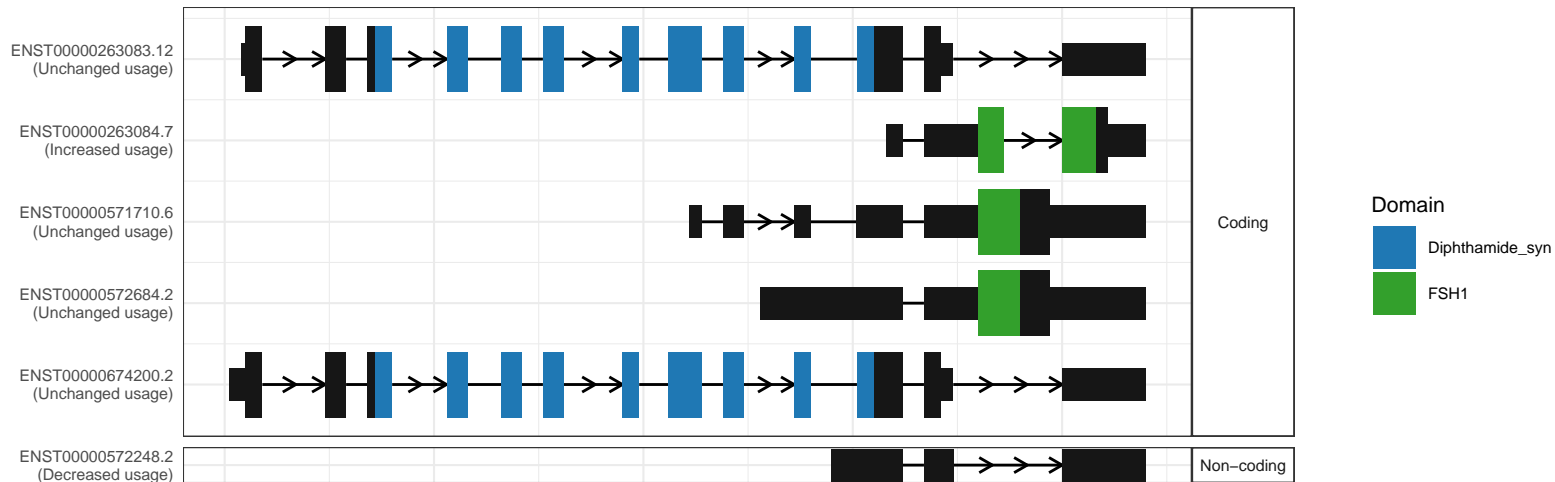 ENST00000263083.12
(Unchanged usage)
ENST00000263084.7
(Increased usage)
ENST00000571710.6
(Unchanged usage)
ENST00000572684.2
(Unchanged usage)
ENST00000674200.2
(Unchanged usage)
ENST00000572248.2
(Decreased usage)
Coding
Non−coding
Domain
Diphthamide_syn
FSH1